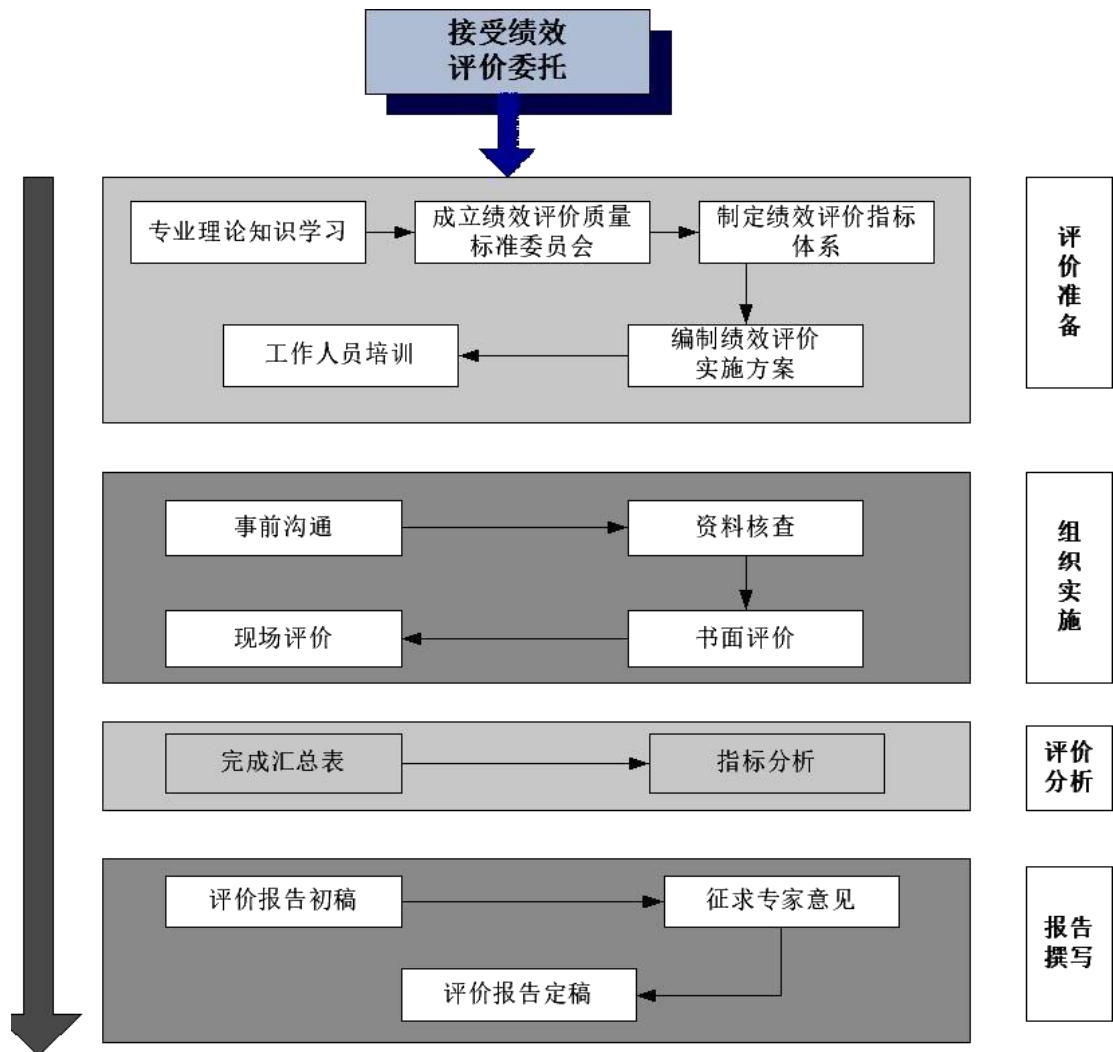 接受绩效
评价委托
专业理论知识学习
成立绩效评价质量
标准委员会
制定绩效评价指标
体系
工作人员培训
编制绩效评价
实施方案
评
价
准
备
事前沟通
资料核查
现场评价
书面评价
组
织
实
施
完成汇总表
指标分析
评价
分析
评价报告初稿
征求专家意见
评价报告定稿
报告
撰写